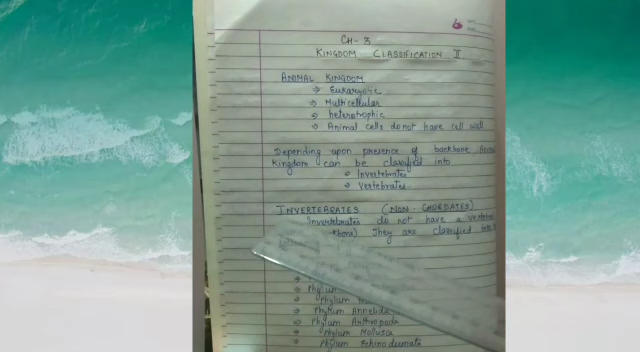 6
CH- 3
KINGDOM CLASSIFICATION II
ANIMAL KINGDOM
→ Eukaryotic
→ Multicellular
→ heterotrophic
→ Animal cells do not have cell wall
Depending upon presence of backbone
Kingdom can be classified into
→ Invertebrates
→ Vertebrates
INVERTEBRATES (NON-CHORDATES)
Invertebrates do not have a
They are classified
Phylum
Phylum
Phylum Annelida
Phylum Arthropoda
Phylum Mollusca
Phylum Echinodermata